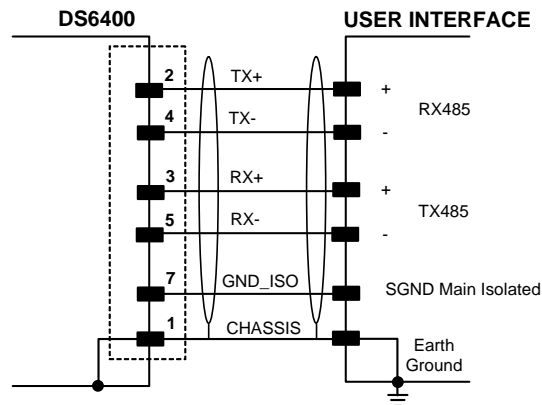 DS6400
USER INTERFACE
2
TX+
+
RX485
4
TX-
-
3
RX+
+
TX485
5
RX-
-
7
GND_ISO
SGND Main Isolated
1
CHASSIS
Earth
Ground